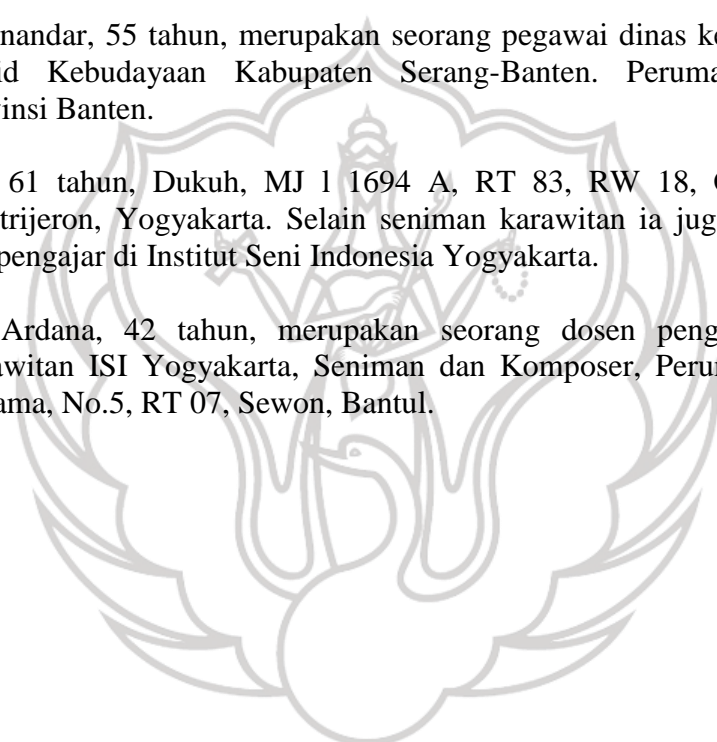 nandar, 55 tahun, merupakan seorang pegawai dinas ke
id Kebudayaan Kabupaten Serang-Banten. Peruma
insi Banten.
61 tahun, Dukuh, MJ l 1694 A, RT 83, RW 18,
trijeron, Yogyakarta. Selain seniman karawitan ia jug
pengajar di Institut Seni Indonesia Yogyakarta.
Ardana, 42 tahun, merupakan seorang dosen peng
awitan ISI Yogyakarta, Seniman dan Komposer, Peru
ama, No.5, RT 07, Sewon, Bantul.